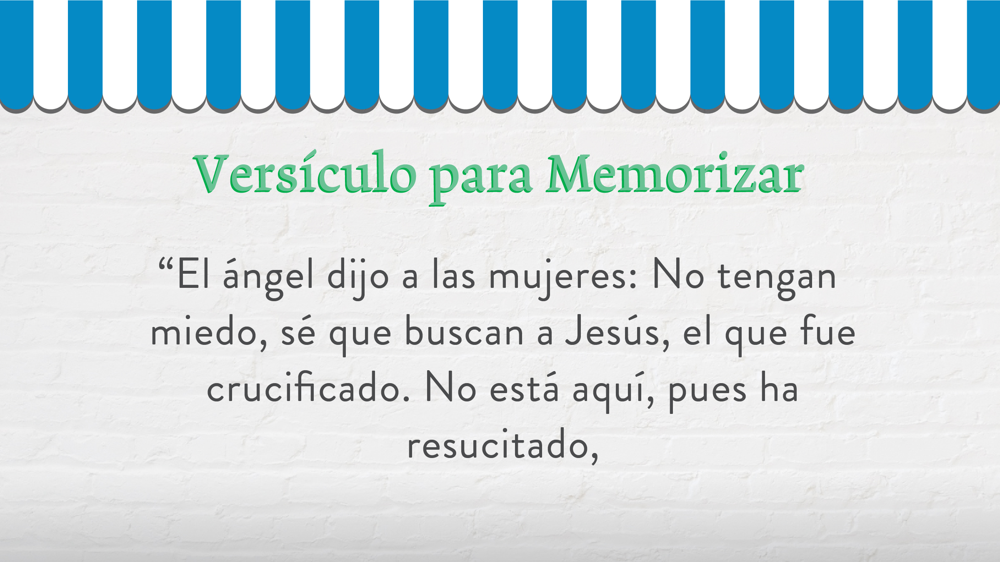 Versículo para Memorizar
“El ángel dijo a las mujeres: No tengan
miedo, sé que buscan a Jesús, el que fue
crucificado. No está aquí, pues ha
resucitado,